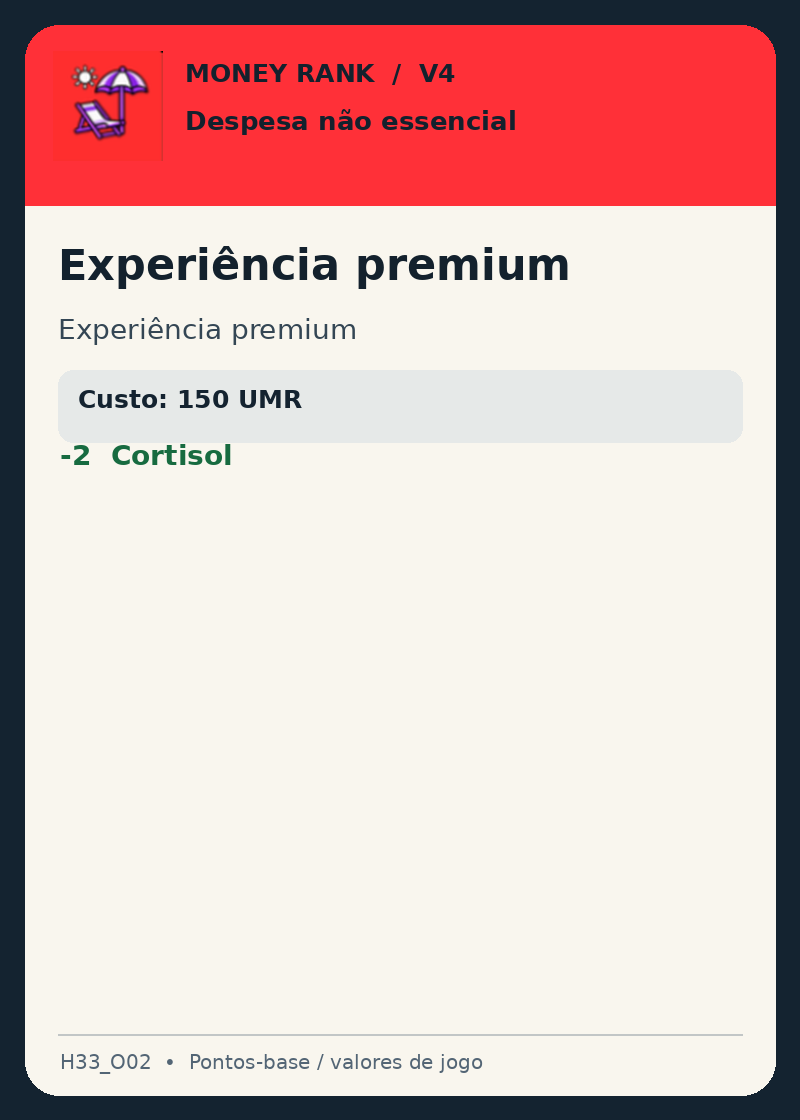 MONEY RANK / V4
Despesa não essencial
Experiência premium
Experiência premium
Custo: 150 UMR
-2 Cortisol
H33_O02 • Pontos-base / valores de jogo